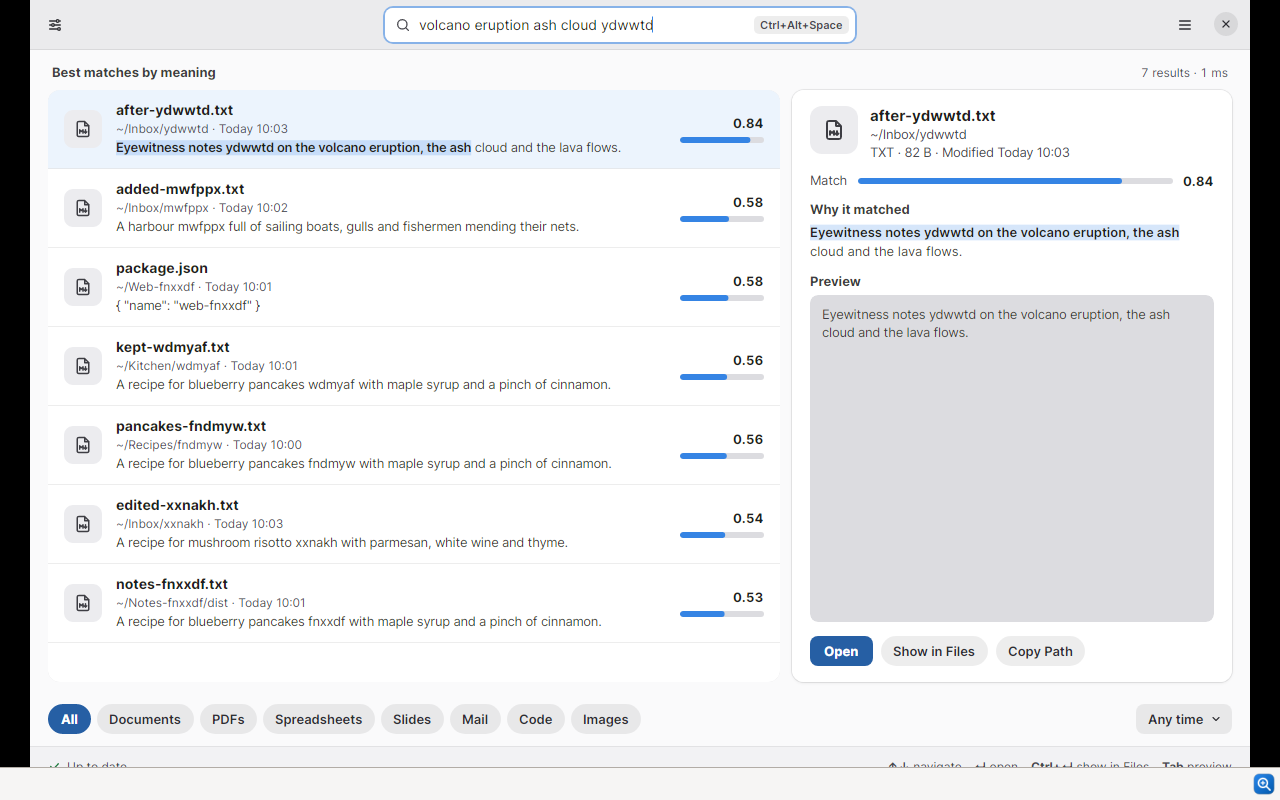 volcano eruption ash cloud ydwwtd
Ctrl+Alt+Space
Best matches by meaning
7 results · 1 ms
after-ydwwtd.txt
~/Inbox/ydwwtd · Today 10:03
Eyewitness notes ydwwtd on the volcano eruption, the ash cloud and the lava flows.
0.84
added-mwfppx.txt
~/Inbox/mwfppx · Today 10:02
A harbour mwfppx full of sailing boats, gulls and fishermen mending their nets.
0.58
package.json
~/Web-fnxxdf · Today 10:01
{ "name": "web-fnxxdf" }
0.58
kept-wdmyaf.txt
~/Kitchen/wdmyaf · Today 10:01
A recipe for blueberry pancakes wdmyaf with maple syrup and a pinch of cinnamon.
0.56
pancakes-fndmyw.txt
~/Recipes/fndmyw · Today 10:00
A recipe for blueberry pancakes fndmyw with maple syrup and a pinch of cinnamon.
0.56
edited-xxnakh.txt
~/Inbox/xxnakh · Today 10:03
A recipe for mushroom risotto xxnakh with parmesan, white wine and thyme.
0.54
notes-fnxxdf.txt
~/Notes-fnxxdf/dist · Today 10:01
A recipe for blueberry pancakes fnxxdf with maple syrup and a pinch of cinnamon.
0.53
after-ydwwtd.txt
~/Inbox/ydwwtd
TXT · 82 B · Modified Today 10:03
Match
0.84
Why it matched
Eyewitness notes ydwwtd on the volcano eruption, the ash
cloud and the lava flows.
Preview
Eyewitness notes ydwwtd on the volcano eruption, the ash
cloud and the lava flows.
Open
Show in Files
Copy Path
All
Documents
PDFs
Spreadsheets
Slides
Mail
Code
Images
Any time
Up to date
↑↓ navigate
↵ open
Ctrl+↵ show in Files
Tab preview